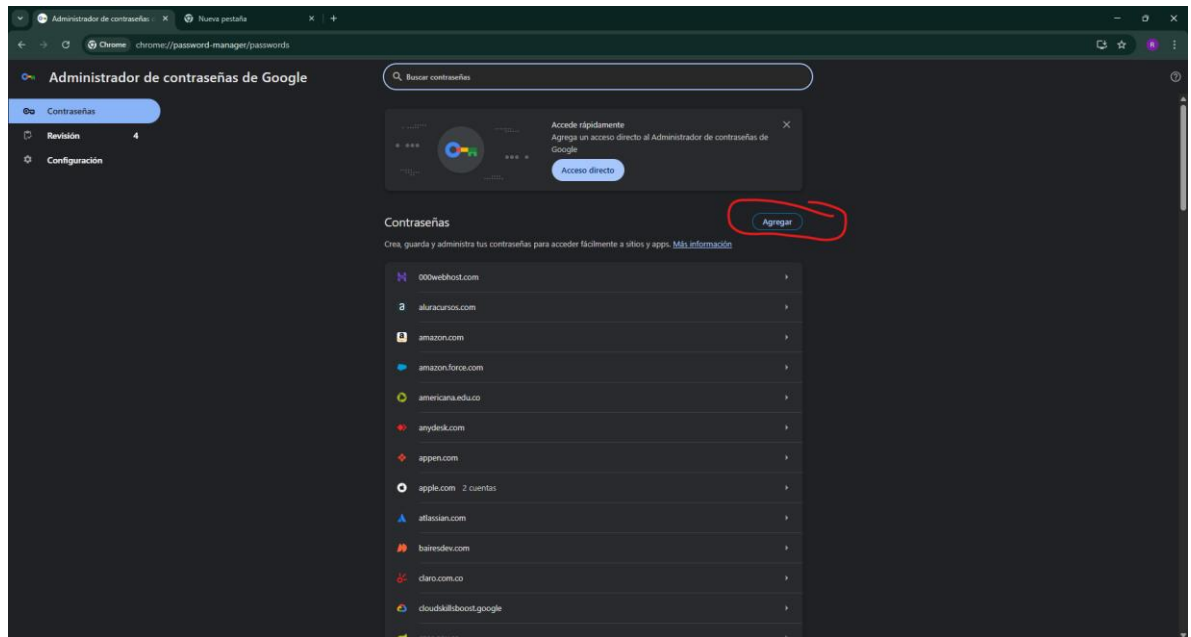 Administrador de contraseñas
Nueva pestaña
Chrome
chrome://password-manager/passwords
R
Administrador de contraseñas de Google
Buscar contraseñas
Contraseñas
Revisión 4
Configuración
Accede rápidamente
Agrega un acceso directo al Administrador de contraseñas de
Google
Acceso directo
Contraseñas
Agregar
Crea, guarda y administra tus contraseñas para acceder fácilmente a sitios y apps. Más información
000webhost.com
aluracursos.com
amazon.com
amazon.force.com
americana.edu.co
anydesk.com
appen.com
apple.com 2 cuentas
atlassian.com
bairesdev.com
claro.com.co
cloudskillsboost.google